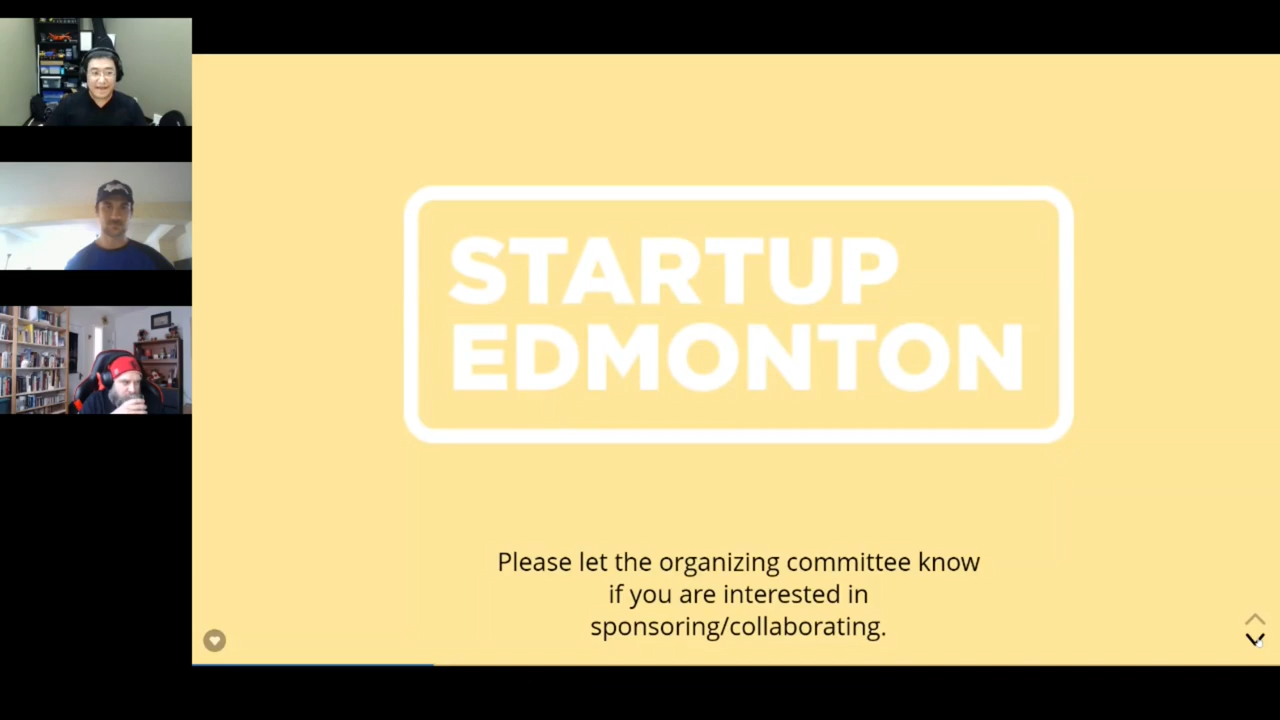 STARTUP
EDMONTON
Please let the organizing committee know
if you are interested in
sponsoring/collaborating.